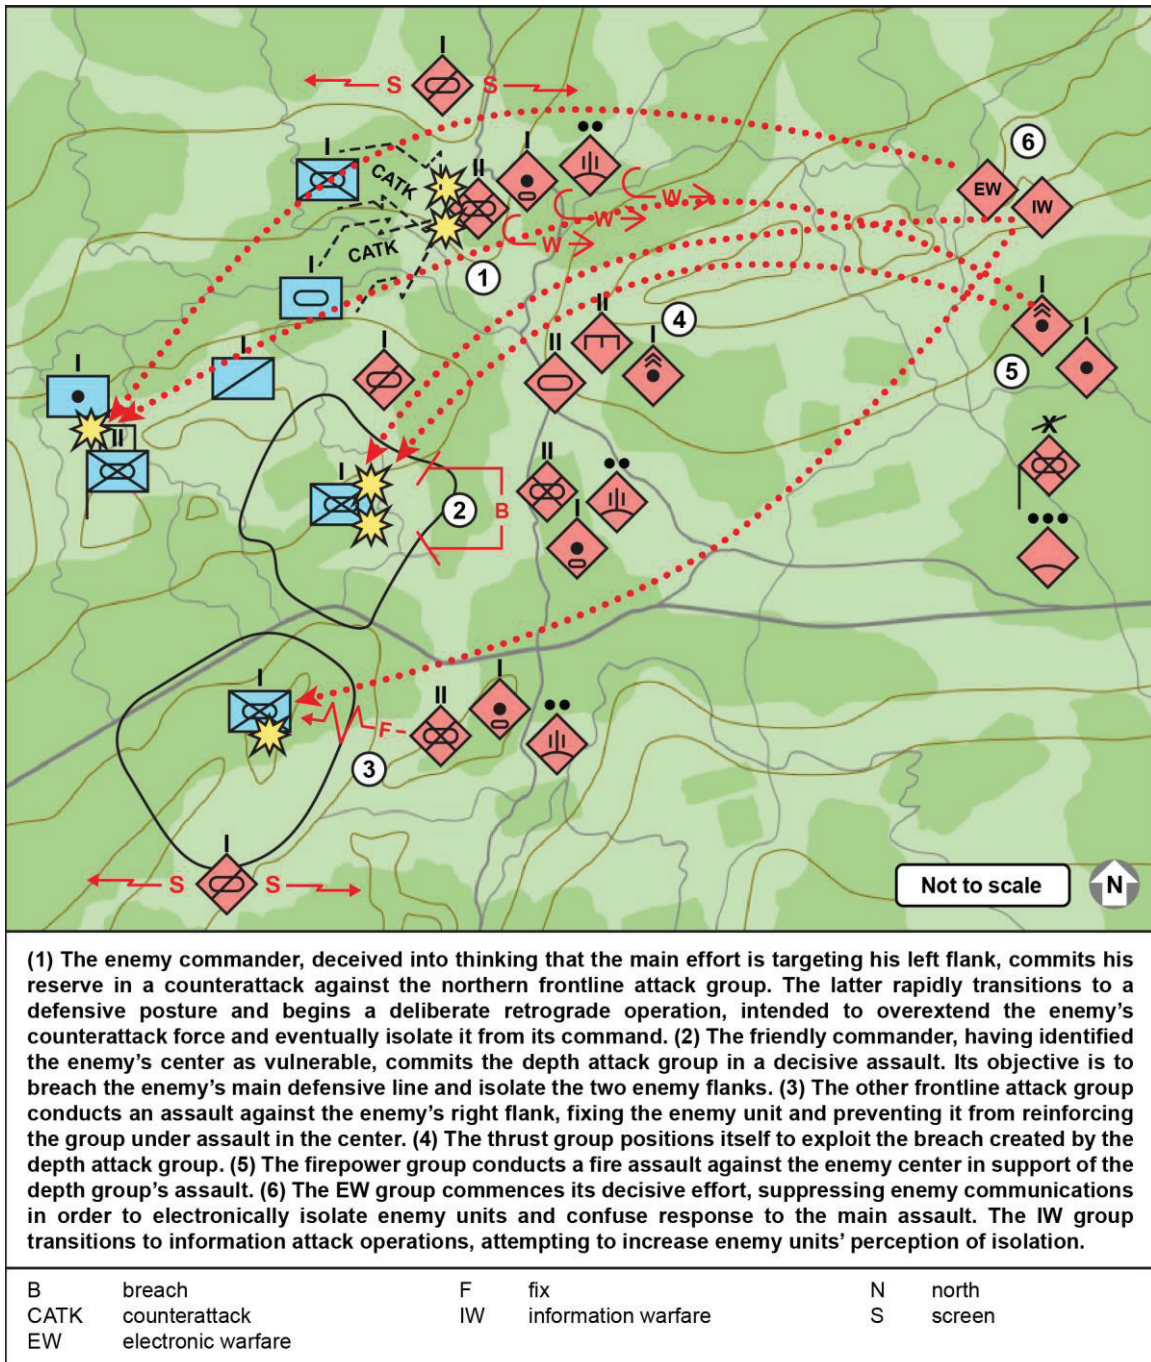 I
S S
I
6
I
I
II
CATK
EW
IW
W
W
W
CATK
1
I
I
II
4
I
I
I
I
I
II
5
II
X
II
I
2
B
I
I
I
II
F
3
I
S S
Not to scale
N
(1) The enemy commander, deceived into thinking that the main effort is targeting his left flank, commits his
reserve in a counterattack against the northern frontline attack group. The latter rapidly transitions to a
defensive posture and begins a deliberate retrograde operation, intended to overextend the enemy's
counterattack force and eventually isolate it from its command. (2) The friendly commander, having identified
the enemy's center as vulnerable, commits the depth attack group in a decisive assault. Its objective is to
breach the enemy's main defensive line and isolate the two enemy flanks. (3) The other frontline attack group
conducts an assault against the enemy's right flank, fixing the enemy unit and preventing it from reinforcing
the group under assault in the center. (4) The thrust group positions itself to exploit the breach created by the
depth attack group. (5) The firepower group conducts a fire assault against the enemy center in support of the
depth group's assault. (6) The EW group commences its decisive effort, suppressing enemy communications
in order to electronically isolate enemy units and confuse response to the main assault. The IW group
transitions to information attack operations, attempting to increase enemy units' perception of isolation.
B breach F fix N north
CATK counterattack IW information warfare S screen
EW electronic warfare